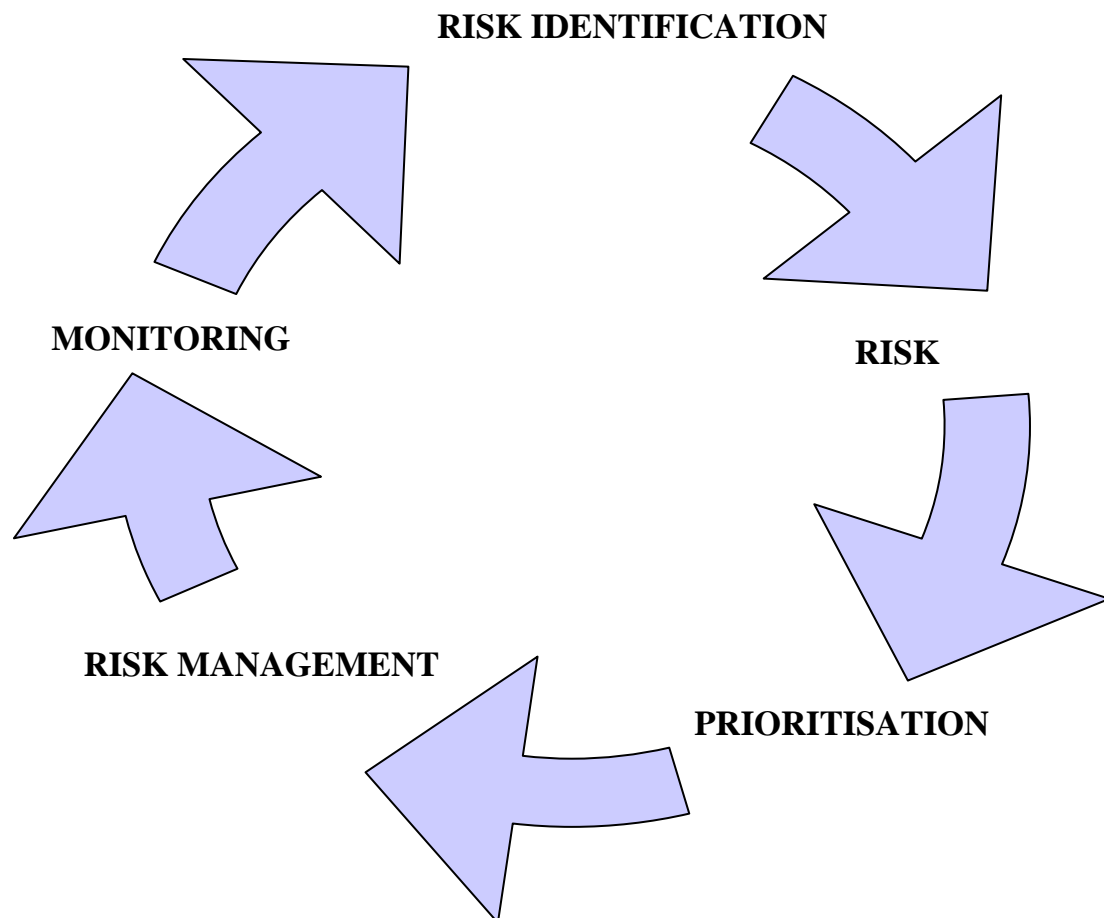 RISK IDENTIFICATION
RISK
PRIORITISATION
RISK MANAGEMENT
MONITORING